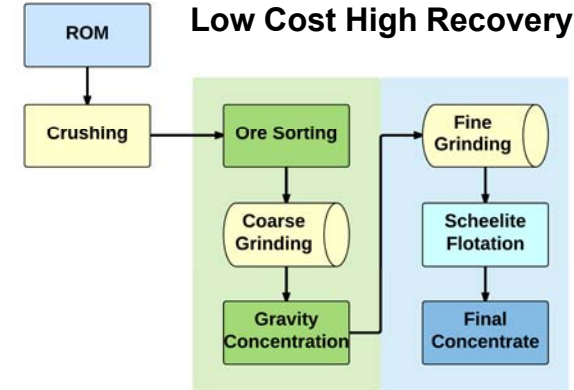 Low Cost High Recovery
ROM
Crushing
Ore Sorting
Coarse
Grinding
Gravity
Concentration
Fine
Grinding
Scheelite
Flotation
Final
Concentrate